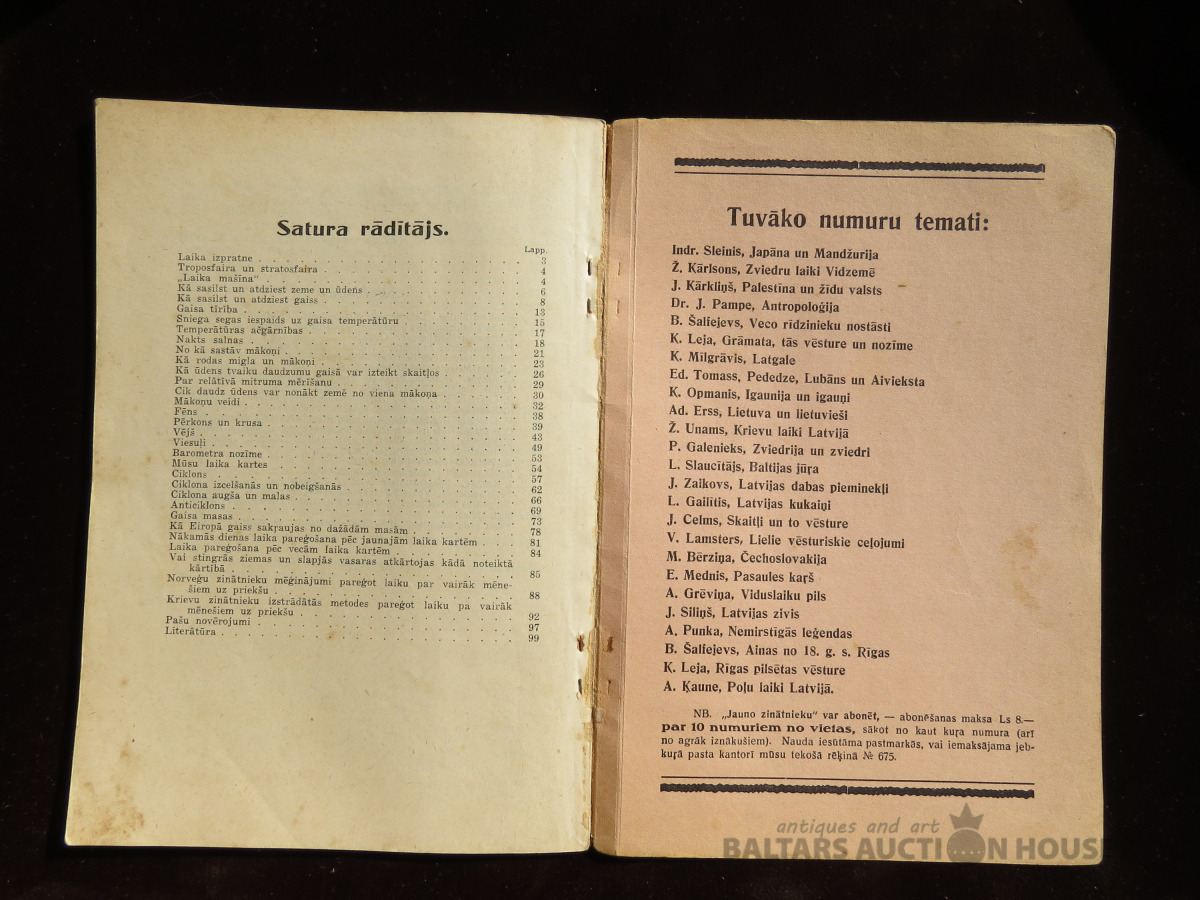 Satura rādītājs.
Lapp.
Laika izpratne . . . 3
Troposfaira un stratosfaira . . . 4
„Laika mašīna“ . . . 4
Kā sasilst un atdziest zeme un ūdens . . . 6
Kā sasilst un atdziest gaiss . . . 8
Gaisa tīrība . . . 13
Sniega segas iespaids uz gaisa temperātūru . . . 15
Temperātūras ačgārnības . . . 17
Nakts salnas . . . 18
No kā sastāv mākoņi . . . 21
Kā rodas migla un mākoņi . . . 23
Kā ūdens tvaiku daudzumu gaisā var izteikt skaitļos . . . 26
Par relātīvā mitruma mērīšanu . . . 29
Cik daudz ūdens var nonākt zemē no viena mākoņa . . . 30
Mākoņu veidi . . . 32
Fēns . . . 38
Pērkons un krusa . . . 39
Vējš . . . 43
Viesuļi . . . 49
Barometra nozīme . . . 53
Mūsu laika kartes . . . 54
Ciklons . . . 57
Ciklona izcelšanās un nobeigšanās . . . 62
Ciklona augša un malas . . . 66
Anticiklons . . . 69
Gaisa masas . . . 73
Kā Eiropā gaiss sakŗaujas no dažādām masām . . . 78
Nākamās dienas laika pareģošana pēc jaunajām laika kartēm . . . 81
Laika pareģošana pēc vecām laika kartēm . . . 84
Vai stingrās ziemas un slapjās vasaras atkārtojas kādā noteiktā
kārtībā . . . 85
Norveģu zinātnieku mēģinājumi pareģot laiku par vairāk mēne-
šiem uz priekšu . . . 88
Krievu zinātnieku izstrādātās metodes pareģot laiku pa vairāk
mēnešiem uz priekšu . . . 92
Pašu novērojumi . . . 97
Literātūra . . . 99
Tuvāko numuru temati:
Indr. Sleinis, Japāna un Mandžurija
Ž. Kārlsons, Zviedru laiki Vidzemē
J. Kārkliņš, Palestīna un žīdu valsts
Dr. J. Pampe, Antropoloģija
B. Šalfejevs, Veco rīdzinieku nostāsti
K. Leja, Grāmata, tās vēsture un nozīme
K. Milgrāvis, Latgale
Ed. Tomass, Pededze, Lubāns un Aivieksta
K. Opmanis, Igaunija un igauņi
Ad. Erss, Lietuva un lietuvieši
Ž. Unams, Krievu laiki Latvijā
P. Galenieks, Zviedrija un zviedri
L. Slaucītājs, Baltijas jūra
J. Zaikovs, Latvijas dabas pieminekļi
L. Gailītis, Latvijas kukaiņi
J. Celms, Skaitļi un to vēsture
V. Lamsters, Lielie vēsturiskie ceļojumi
M. Bērziņa, Čechoslovakija
E. Mednis, Pasaules kaŗš
A. Grēviņa, Viduslaiku pils
J. Siliņš, Latvijas zivis
A. Punka, Nemirstīgās leģendas
B. Šalfejevs, Ainas no 18. g. s. Rīgas
K. Leja, Rīgas pilsētas vēsture
A. Ķaune, Poļu laiki Latvijā.
NB. „Jauno zinātnieku“ var abonēt, — abonēšanas maksa Ls 8.—
par 10 numuriem no vietas, sākot no kaut kuŗa numura (arī
no agrāk iznākušiem). Nauda iesūtāma pastmarkās, vai iemaksājama jeb-
kuŗā pasta kantorī mūsu tekošā rēķinā № 675.
antiques and art
BALTARS AUCTION HOUSE